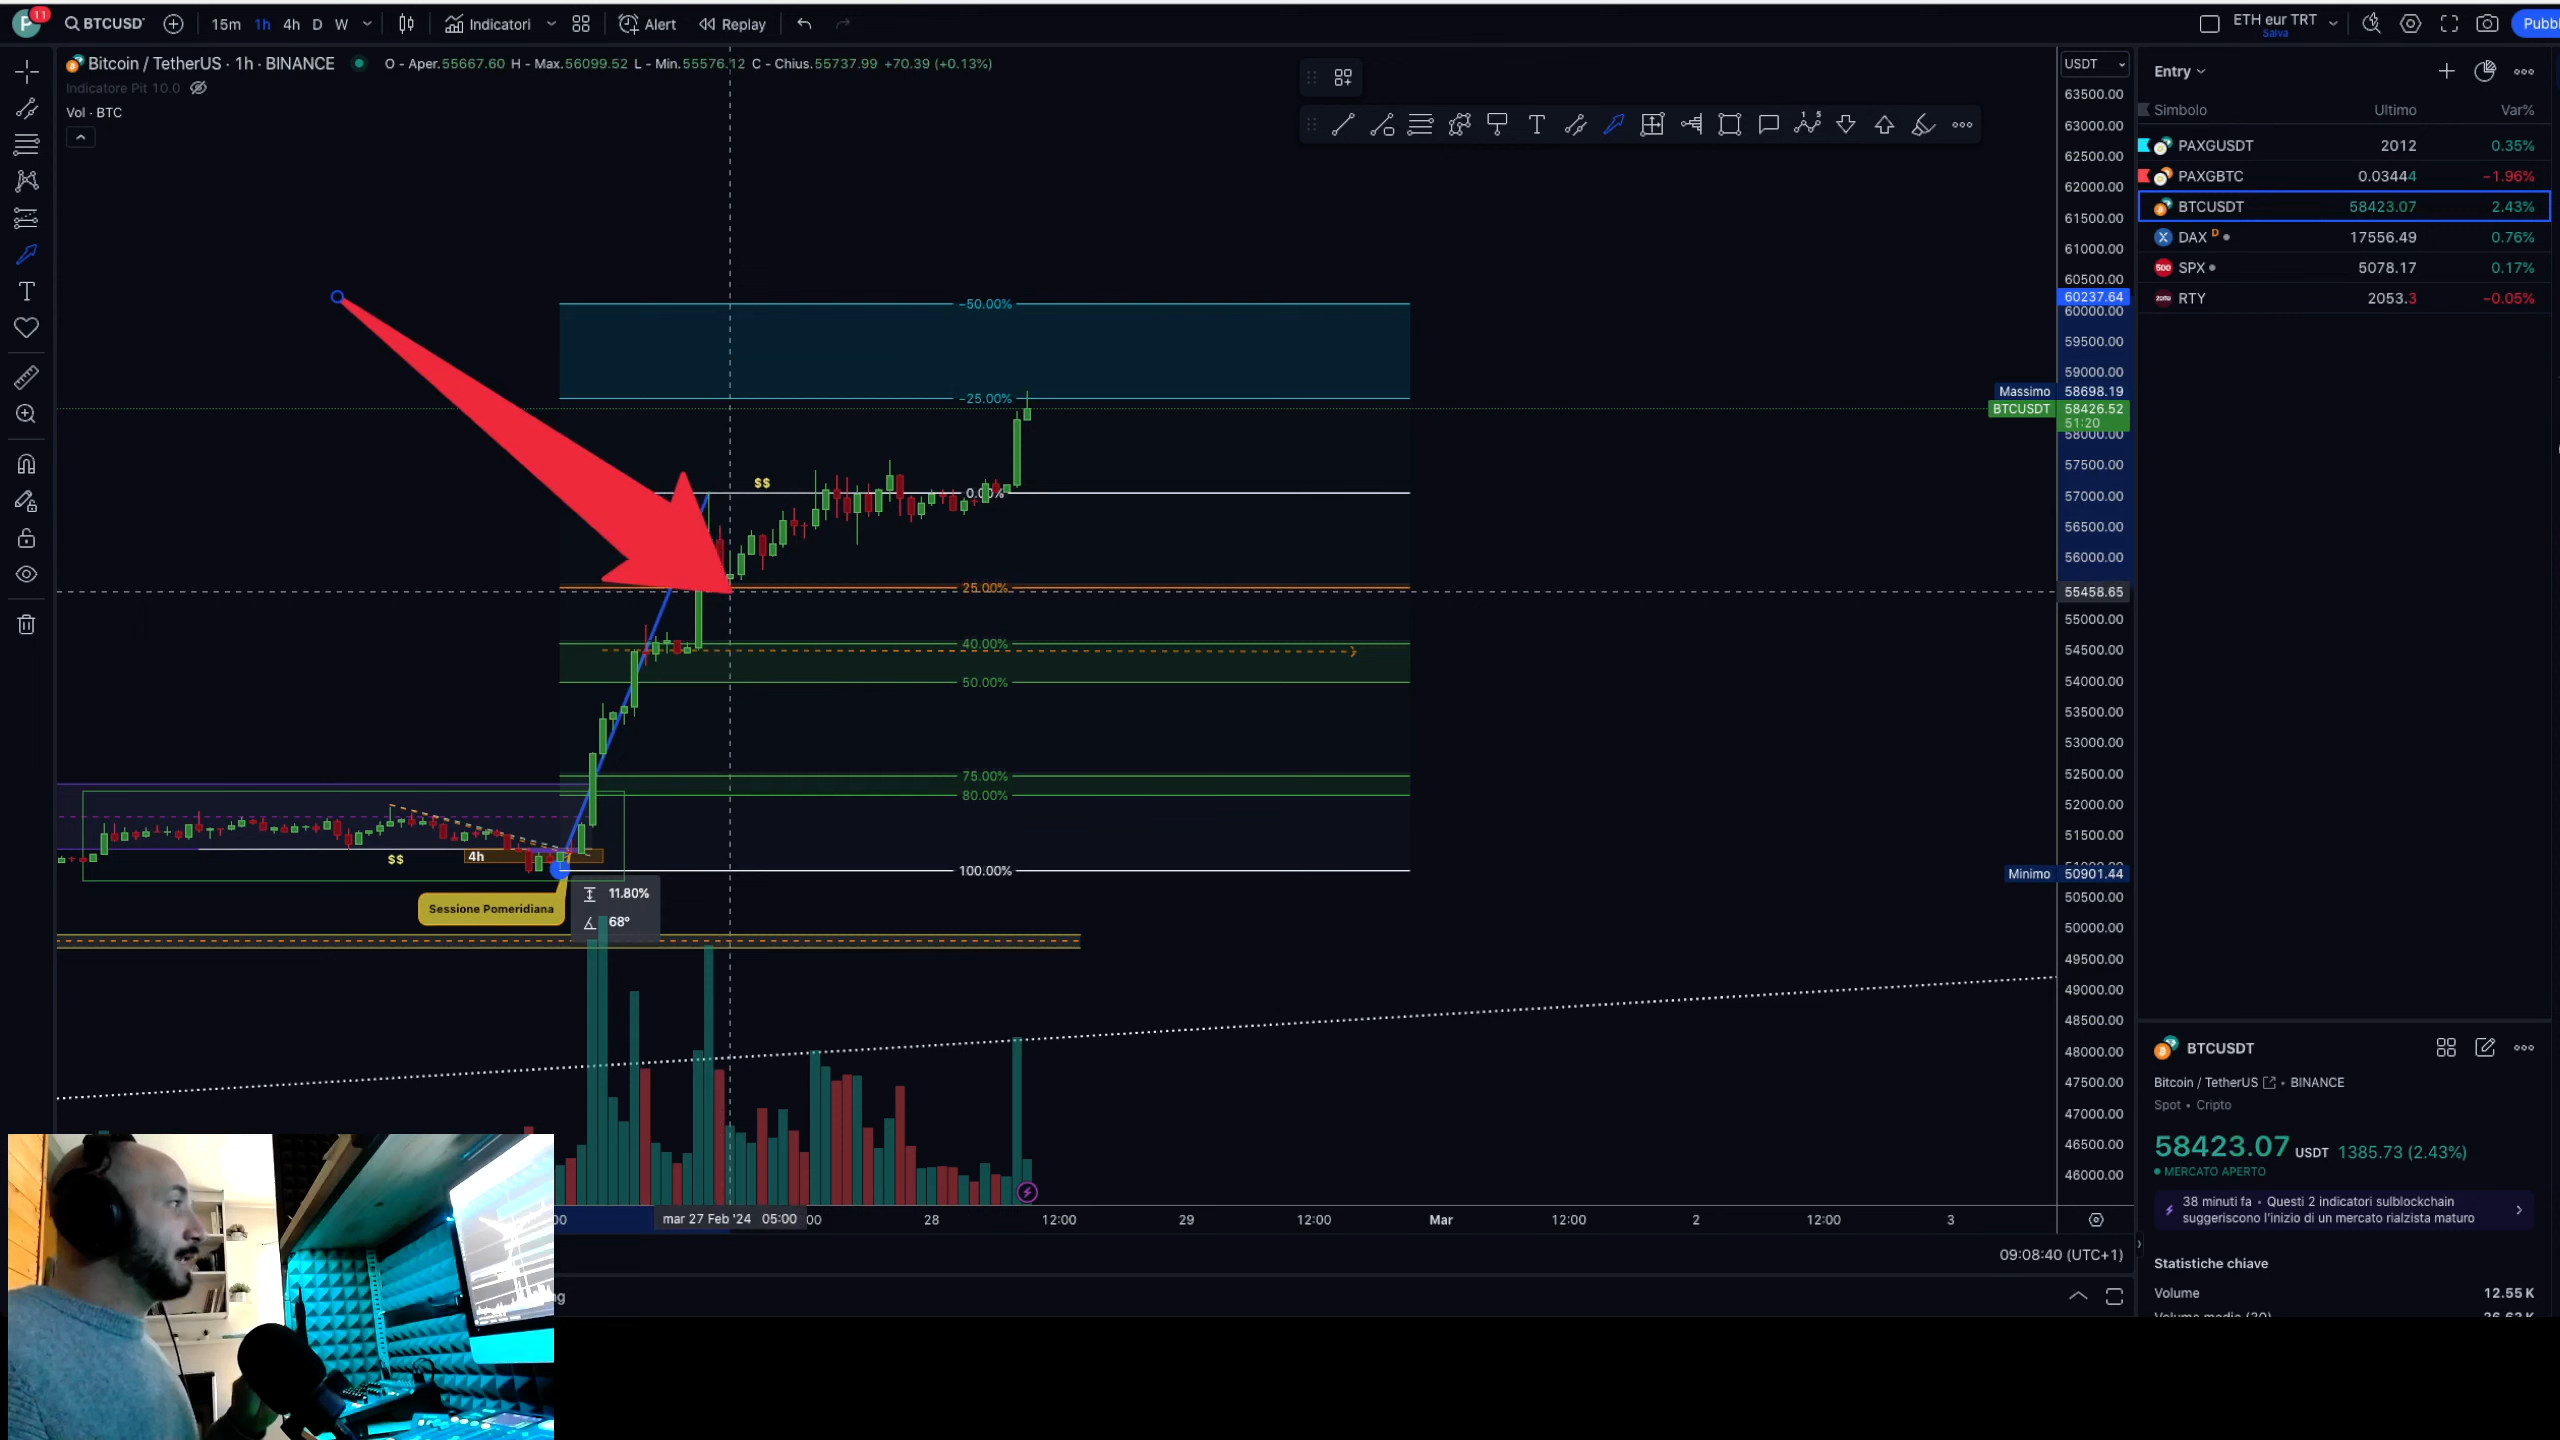 11
BTCUSD
15m 1h 4h D W
Indicatori
Alert
Replay
ETH eur TRT
Salva
Pubbl
Bitcoin / TetherUS · 1h · BINANCE
O - Aper.55667.60 H - Max.56099.52 L - Min.55576.12 C - Chius.55737.99 +70.39 (+0.13%)
Indicatore Pit 10.0
Vol · BTC
USDT
63500.00
63000.00
62500.00
62000.00
61500.00
61000.00
60500.00
60237.64
60000.00
59500.00
59000.00
Massimo 58698.19
BTCUSDT 58426.52
51:20
58000.00
57500.00
57000.00
56500.00
56000.00
55458.65
55000.00
54500.00
54000.00
53500.00
53000.00
52500.00
52000.00
51500.00
Minimo 50901.44
50500.00
50000.00
49500.00
49000.00
48500.00
48000.00
47500.00
47000.00
46500.00
46000.00
−50.00%
−25.00%
$$
0.00%
25.00%
40.00%
50.00%
75.00%
80.00%
100.00%
$$
4h
Sessione Pomeridiana
11.80%
68°
mar 27 Feb '24 05:00
28
12:00
29
12:00
Mar
12:00
2
12:00
3
09:08:40 (UTC+1)
Entry
Simbolo Ultimo Var%
PAXGUSDT 2012 0.35%
PAXGBTC 0.03444 −1.96%
BTCUSDT 58423.07 2.43%
DAX D 17556.49 0.76%
SPX 5078.17 0.17%
RTY 2053.3 −0.05%
BTCUSDT
Bitcoin / TetherUS • BINANCE
Spot • Cripto
58423.07 USDT 1385.73 (2.43%)
MERCATO APERTO
38 minuti fa • Questi 2 indicatori sulblockchain
suggeriscono l'inizio di un mercato rialzista maturo
Statistiche chiave
Volume 12.55 K